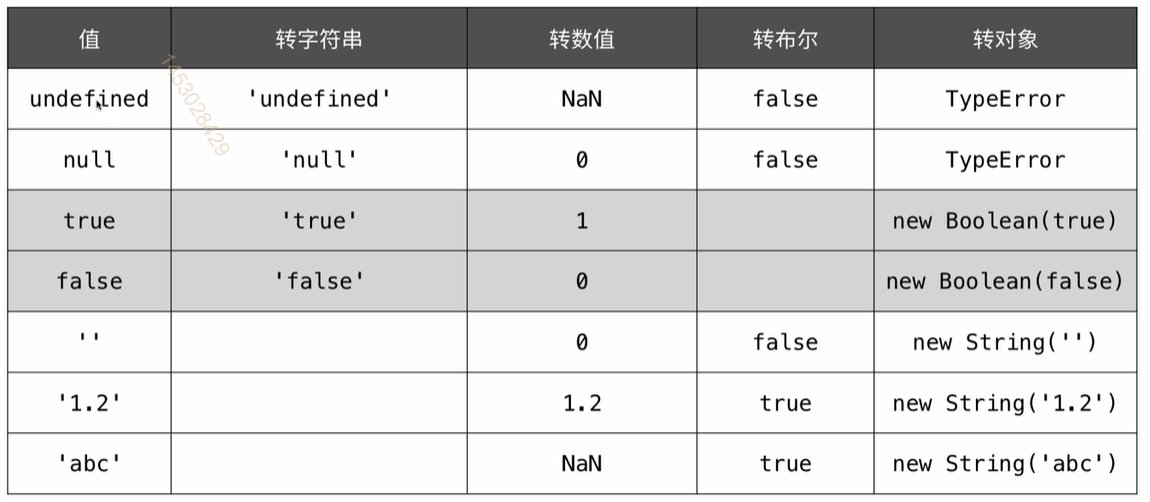 值 转字符串 转数值 转布尔 转对象
undefined 'undefined' NaN false TypeError
null 'null' 0 false TypeError
true 'true' 1 new Boolean(true)
false 'false' 0 new Boolean(false)
'' 0 false new String('')
'1.2' 1.2 true new String('1.2')
'abc' NaN true new String('abc')
1453028429